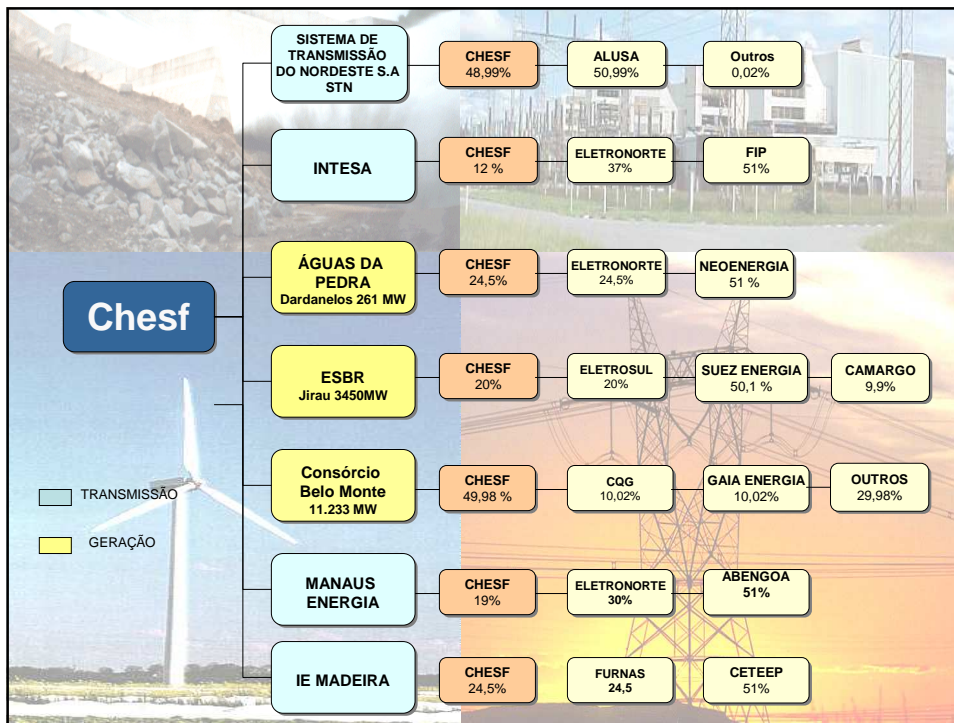 SISTEMA DE
TRANSMISSÃO
DO NORDESTE S.A
STN
CHESF
48,99%
ALUSA
50,99%
Outros
0,02%
INTESA
CHESF
12 %
ELETRONORTE
37%
FIP
51%
ÁGUAS DA
PEDRA
Dardanelos 261 MW
CHESF
24,5%
ELETRONORTE
24,5%
NEOENERGIA
51 %
Chesf
ESBR
Jirau 3450MW
CHESF
20%
ELETROSUL
20%
SUEZ ENERGIA
50,1 %
CAMARGO
9,9%
Consórcio
Belo Monte
11.233 MW
CHESF
49,98 %
CQG
10,02%
GAIA ENERGIA
10,02%
OUTROS
29,98%
TRANSMISSÃO
GERAÇÃO
MANAUS
ENERGIA
CHESF
19%
ELETRONORTE
30%
ABENGOA
51%
IE MADEIRA
CHESF
24,5%
FURNAS
24,5
CETEEP
51%